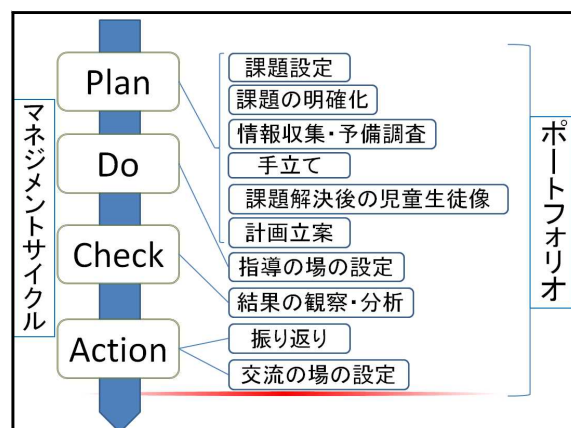 マネジメントサイクル
Plan
Do
Check
Action
課題設定
課題の明確化
情報収集・予備調査
手立て
課題解決後の児童生徒像
計画立案
指導の場の設定
結果の観察・分析
振り返り
交流の場の設定
ポートフォリオ